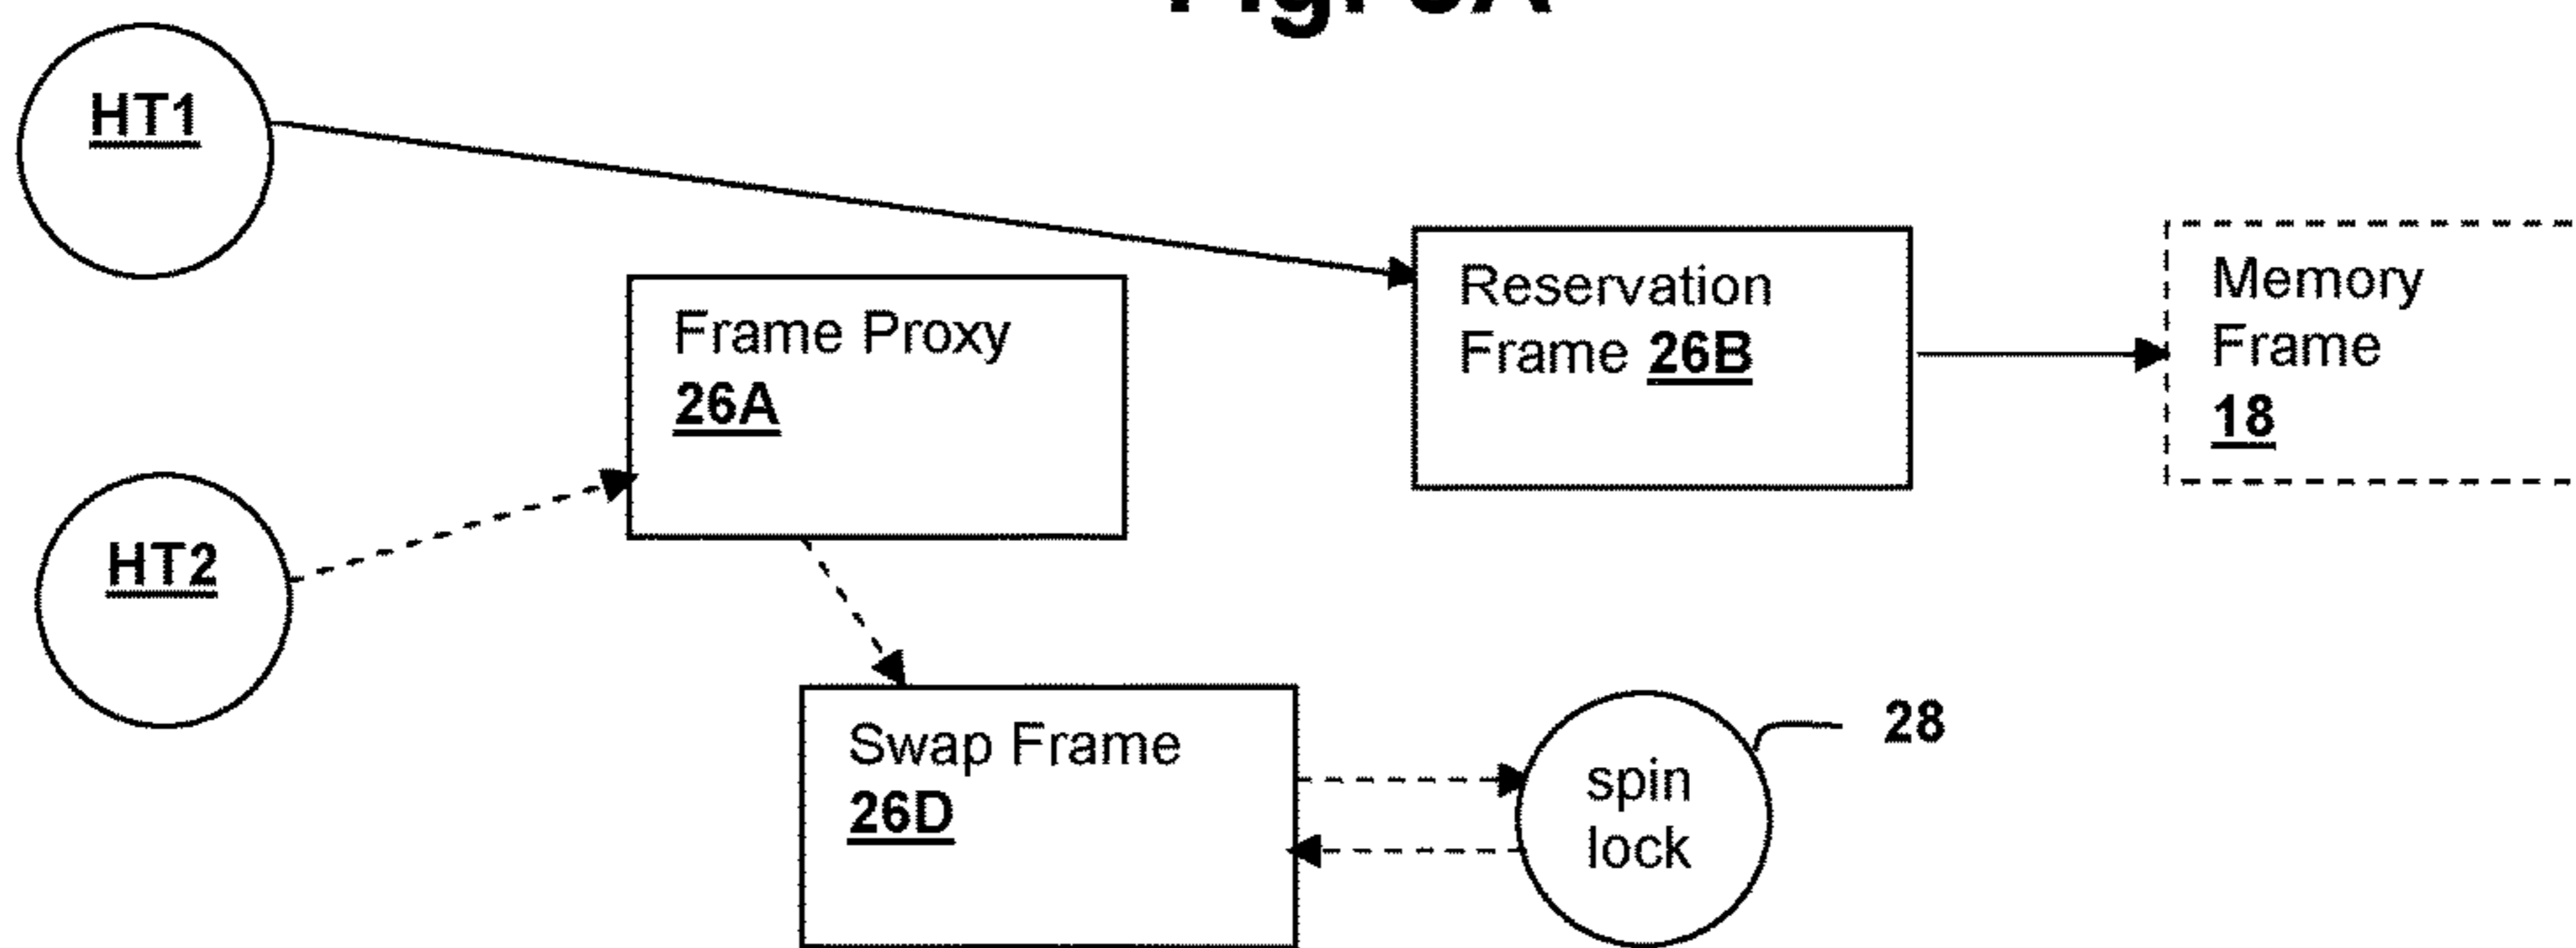 HT1
Reservation
Frame 26B
Memory
Frame
18
Frame Proxy
26A
HT2
Swap Frame
26D
spin
lock
28